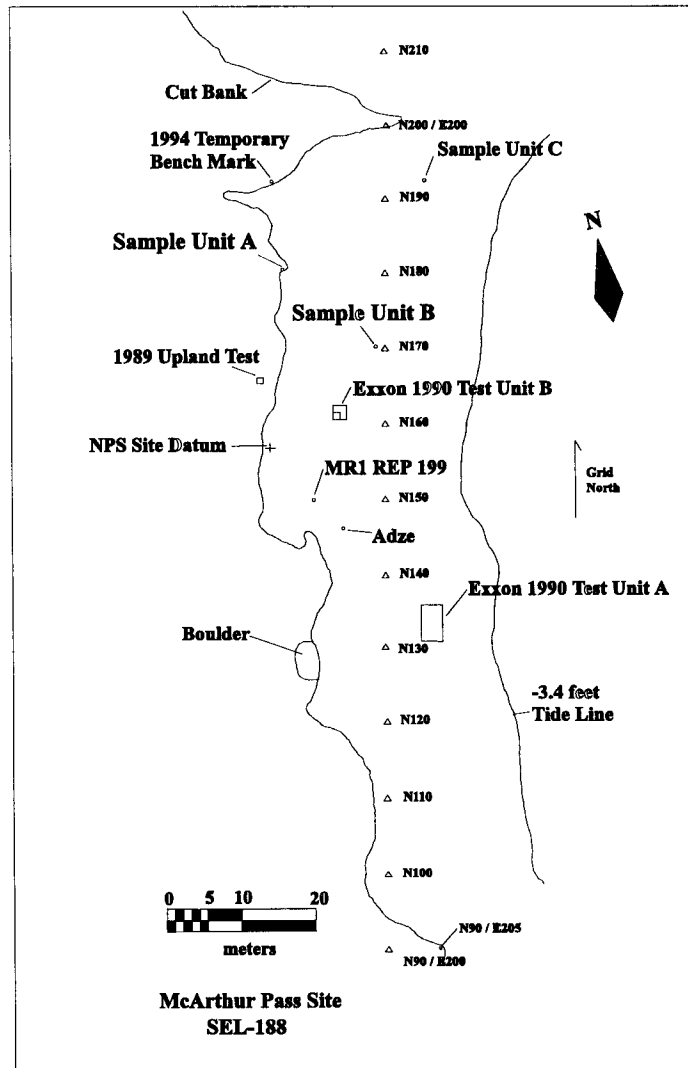 N210
Cut Bank
N200 / E200
1994 Temporary
Bench Mark
Sample Unit C
N190
Sample Unit A
N180
N
Sample Unit B
N170
1989 Upland Test
Exxon 1990 Test Unit B
N160
NPS Site Datum
MR1 REP 199
N150
Grid
North
Adze
N140
Exxon 1990 Test Unit A
Boulder
N130
-3.4 feet
Tide Line
N120
N110
N100
0 5 10 20
meters
N90 / E205
N90 / E200
McArthur Pass Site
SEL-188